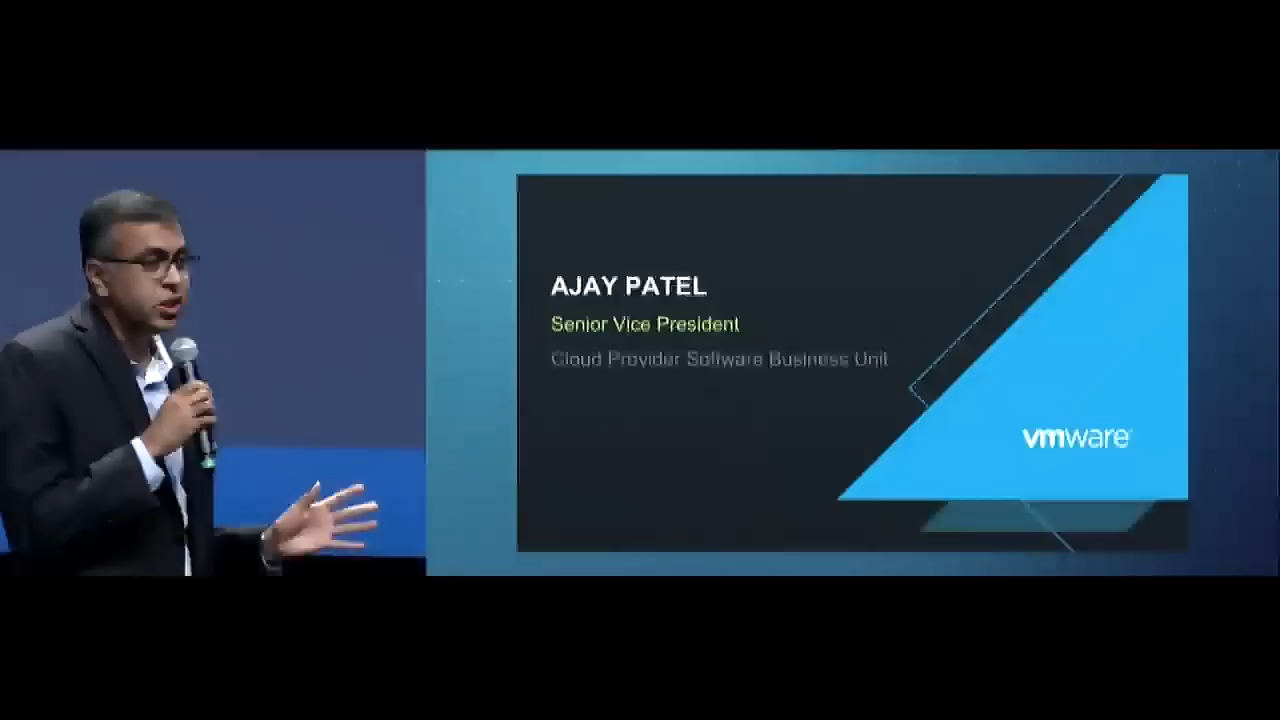 AJAY PATEL
Senior Vice President
Cloud Provider Software Business Unit
vmware